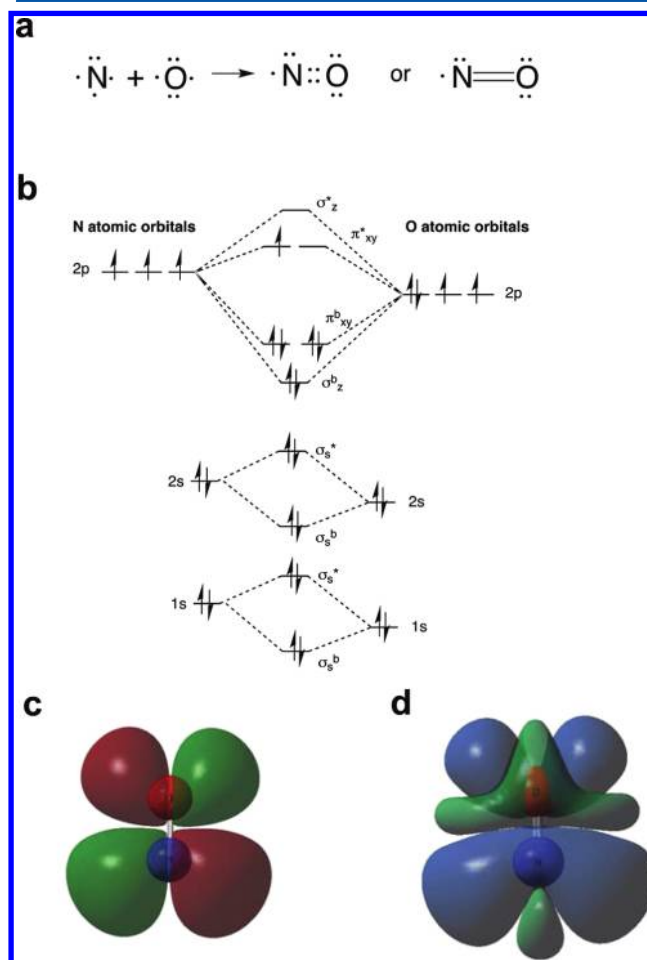 a
N + O → N :: O or N=O
b
σ*z
N atomic orbitals π*xy O atomic orbitals
2p
2p
πbxy
σbz
σs*
2s
2s
σsb
σs*
1s
1s
σsb
c d